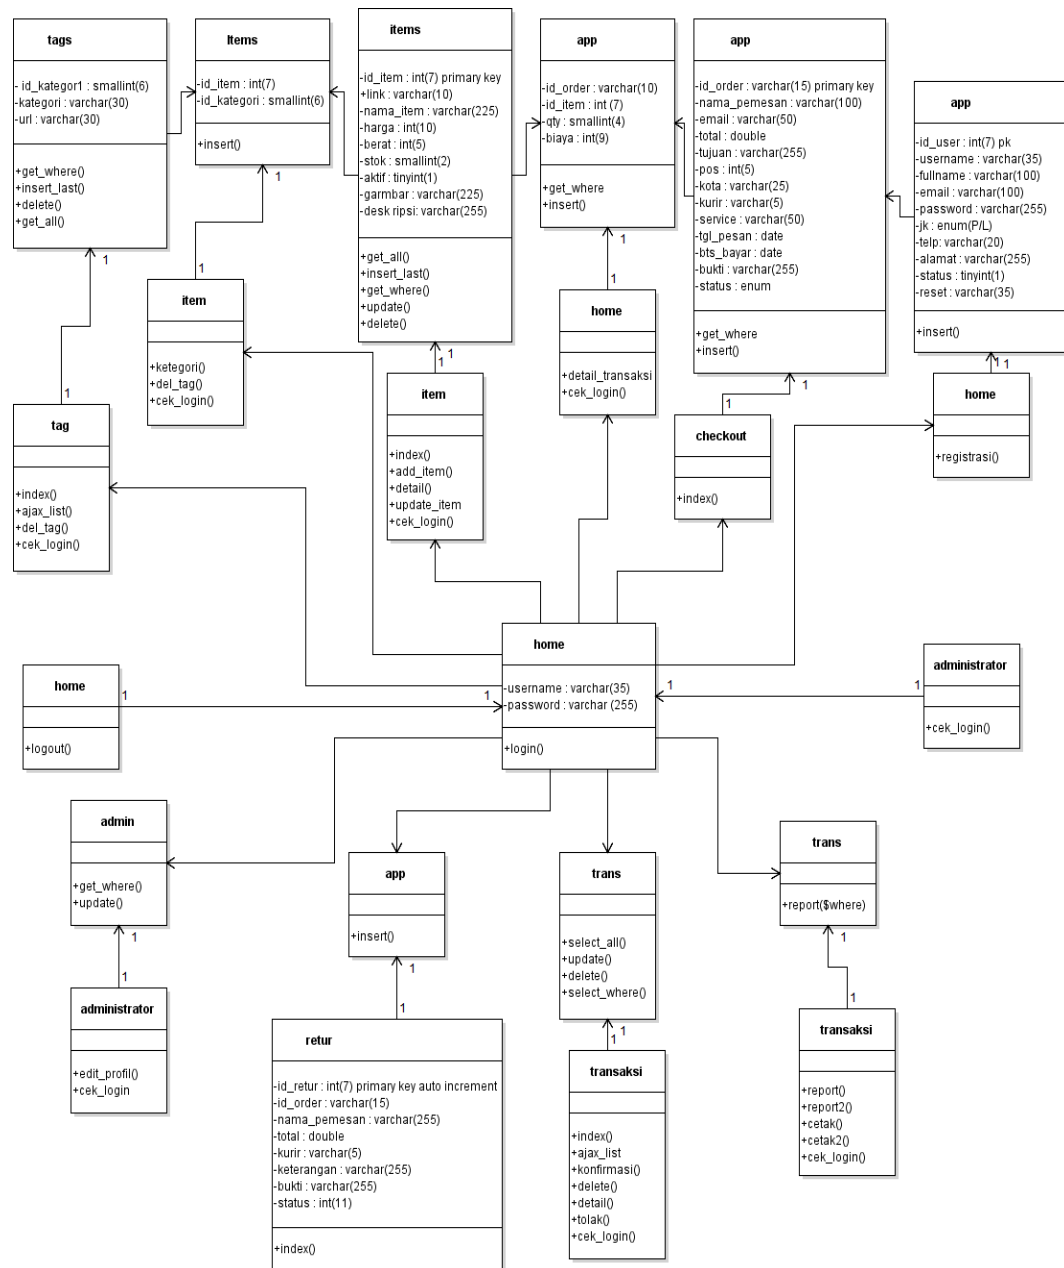 tags
- id_kategor1 : smallint(6)
-kategori : varchar(30)
-url : varchar(30)
+get_where()
+insert_last()
+delete()
+get_all()
Items
-id_item : int(7)
-id_kategori : smallint(6)
+insert()
items
-id_item : int(7) primary key
+link : varchar(10)
-nama_item : varchar(225)
-harga : int(10)
-berat : int(5)
-stok : smallint(2)
-aktif : tinyint(1)
-garmbar : varchar(225)
-desk ripsi: varchar(255)
+get_all()
+insert_last()
+get_where()
+update()
+delete()
app
-id_order : varchar(10)
-id_item : int (7)
-qty : smallint(4)
-biaya : int(9)
+get_where
+insert()
app
-id_order : varchar(15) primary key
-nama_pemesan : varchar(100)
-email : varchar(50)
-total : double
-tujuan : varchar(255)
-pos : int(5)
-kota : varchar(25)
-kurir : varchar(5)
-service : varchar(50)
-tgl_pesan : date
-bts_bayar : date
-bukti : varchar(255)
-status : enum
+get_where
+insert()
app
-id_user : int(7) pk
-username : varchar(35)
-fullname : varchar(100)
-email : varchar(100)
-password : varchar(255)
-jk : enum(P/L)
-telp: varchar(20)
-alamat : varchar(255)
-status : tinyint(1)
-reset : varchar(35)
+insert()
1
1
1
1
1
1
1
1
1
1
1 1
1
item
+ketegori()
+del_tag()
+cek_login()
home
+detail_transaksi
+cek_login()
tag
+index()
+ajax_list()
+del_tag()
+cek_login()
item
+index()
+add_item()
+detail()
+update_item
+cek_login()
checkout
+index()
home
+registrasi()
home
-username : varchar(35)
-password : varchar (255)
+login()
home
+logout()
1
1
administrator
+cek_login()
1
1
admin
+get_where()
+update()
1
1
administrator
+edit_profil()
+cek_login
app
+insert()
1
1
retur
-id_retur : int(7) primary key auto increment
-id_order : varchar(15)
-nama_pemesan : varchar(255)
-total : double
-kurir : varchar(5)
-keterangan : varchar(255)
-bukti : varchar(255)
-status : int(11)
+index()
trans
+select_all()
+update()
+delete()
+select_where()
1
1
transaksi
+index()
+ajax_list
+konfirmasi()
+delete()
+detail()
+tolak()
+cek_login()
trans
+report($where)
1
1
transaksi
+report()
+report2()
+cetak()
+cetak2()
+cek_login()